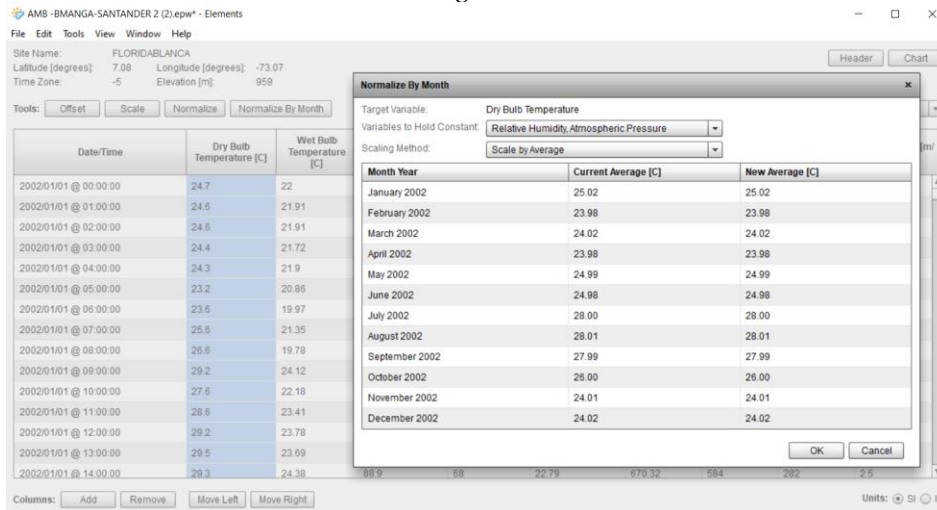 AMB -BMANGA-SANTANDER 2 (2).epw* - Elements
File Edit Tools View Window Help
Site Name: FLORIDABLANCA
Latitude [degrees]: 7.08 Longitude [degrees]: -73.07
Time Zone: -5 Elevation [m]: 959
Header Chart
Tools: Offset Scale Normalize Normalize By Month
Date/Time Dry Bulb Temperature [C] Wet Bulb Temperature [C]
2002/01/01 @ 00:00:00 24.7 22
2002/01/01 @ 01:00:00 24.6 21.91
2002/01/01 @ 02:00:00 24.6 21.91
2002/01/01 @ 03:00:00 24.4 21.72
2002/01/01 @ 04:00:00 24.3 21.9
2002/01/01 @ 05:00:00 23.2 20.86
2002/01/01 @ 06:00:00 23.6 19.97
2002/01/01 @ 07:00:00 25.6 21.35
2002/01/01 @ 08:00:00 26.6 19.78
2002/01/01 @ 09:00:00 29.2 24.12
2002/01/01 @ 10:00:00 27.6 22.18
2002/01/01 @ 11:00:00 28.6 23.41
2002/01/01 @ 12:00:00 29.2 23.78
2002/01/01 @ 13:00:00 29.5 23.69
2002/01/01 @ 14:00:00 29.3 24.38 88.9 68 22.79 670.32 584 282 2.5
Normalize By Month
Target Variable: Dry Bulb Temperature
Variables to Hold Constant: Relative Humidity, Atmospheric Pressure
Scaling Method: Scale by Average
Month Year Current Average [C] New Average [C]
January 2002 25.02 25.02
February 2002 23.98 23.98
March 2002 24.02 24.02
April 2002 23.98 23.98
May 2002 24.99 24.99
June 2002 24.98 24.98
July 2002 28.00 28.00
August 2002 28.01 28.01
September 2002 27.99 27.99
October 2002 26.00 26.00
November 2002 24.01 24.01
December 2002 24.02 24.02
OK Cancel
[m/
Columns: Add Remove Move Left Move Right
Units: SI